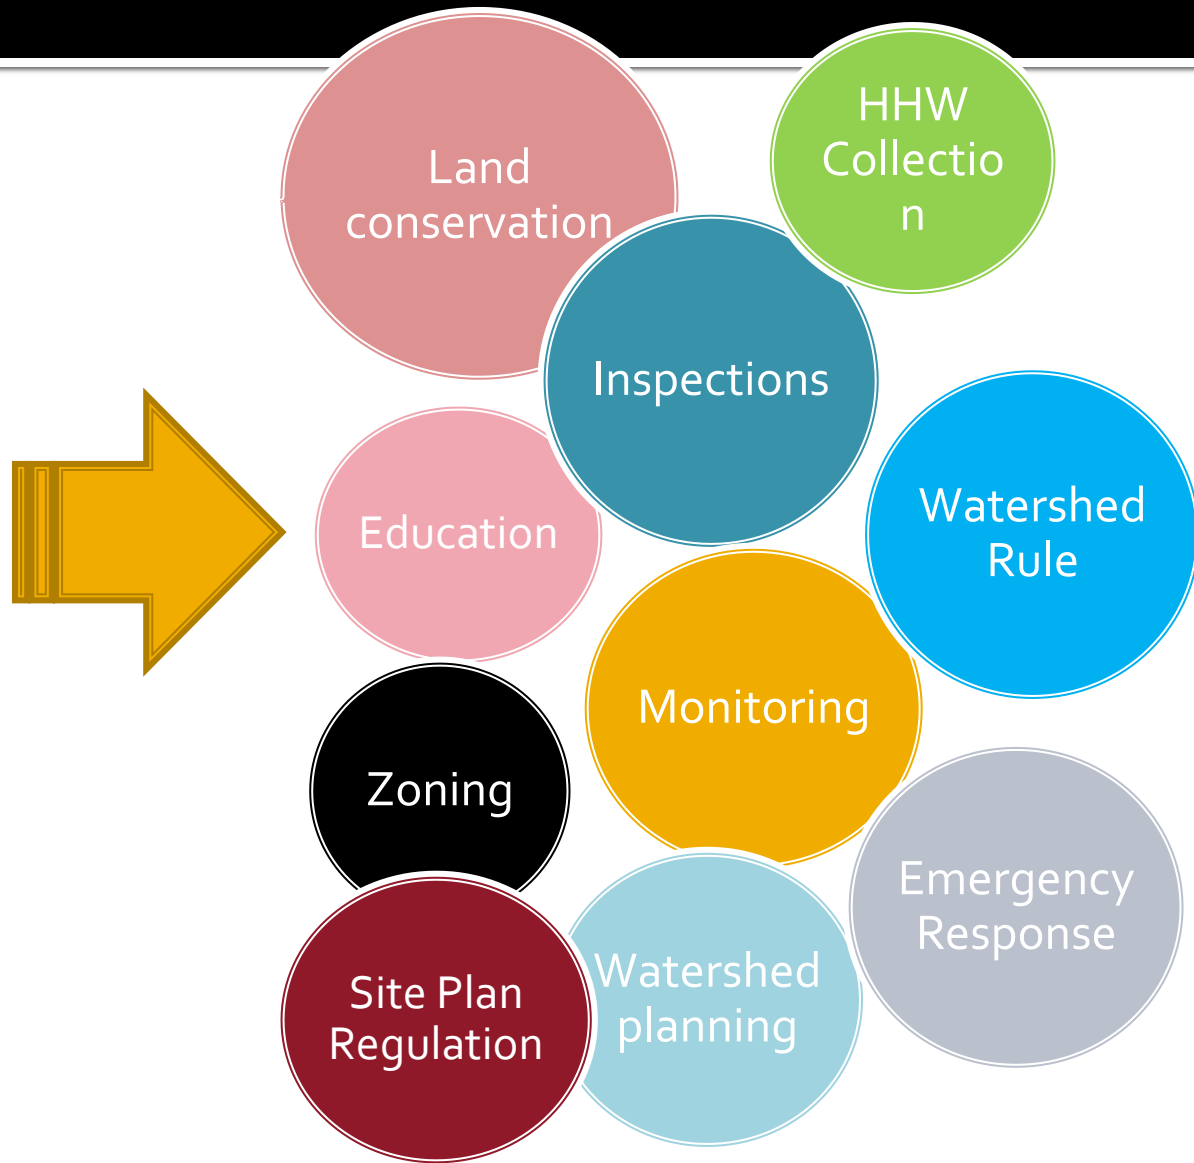 Land
conservation
HHW
Collectio
n
Inspections
Education
Watershed
Rule
Monitoring
Zoning
Emergency
Response
Site Plan
Regulation
Watershed
planning